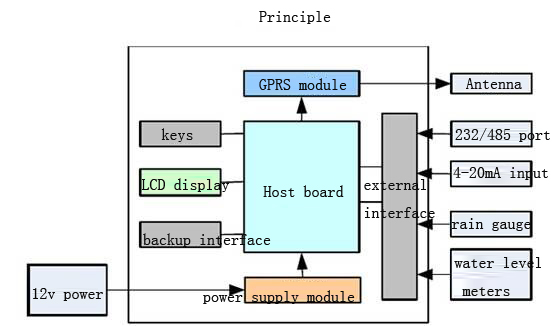 Principle
GPRS module
Antenna
keys
232/485 port
LCD display
4-20mA input
Host board
external
interface
backup interface
rain gauge
water level
meters
12v power
power supply module